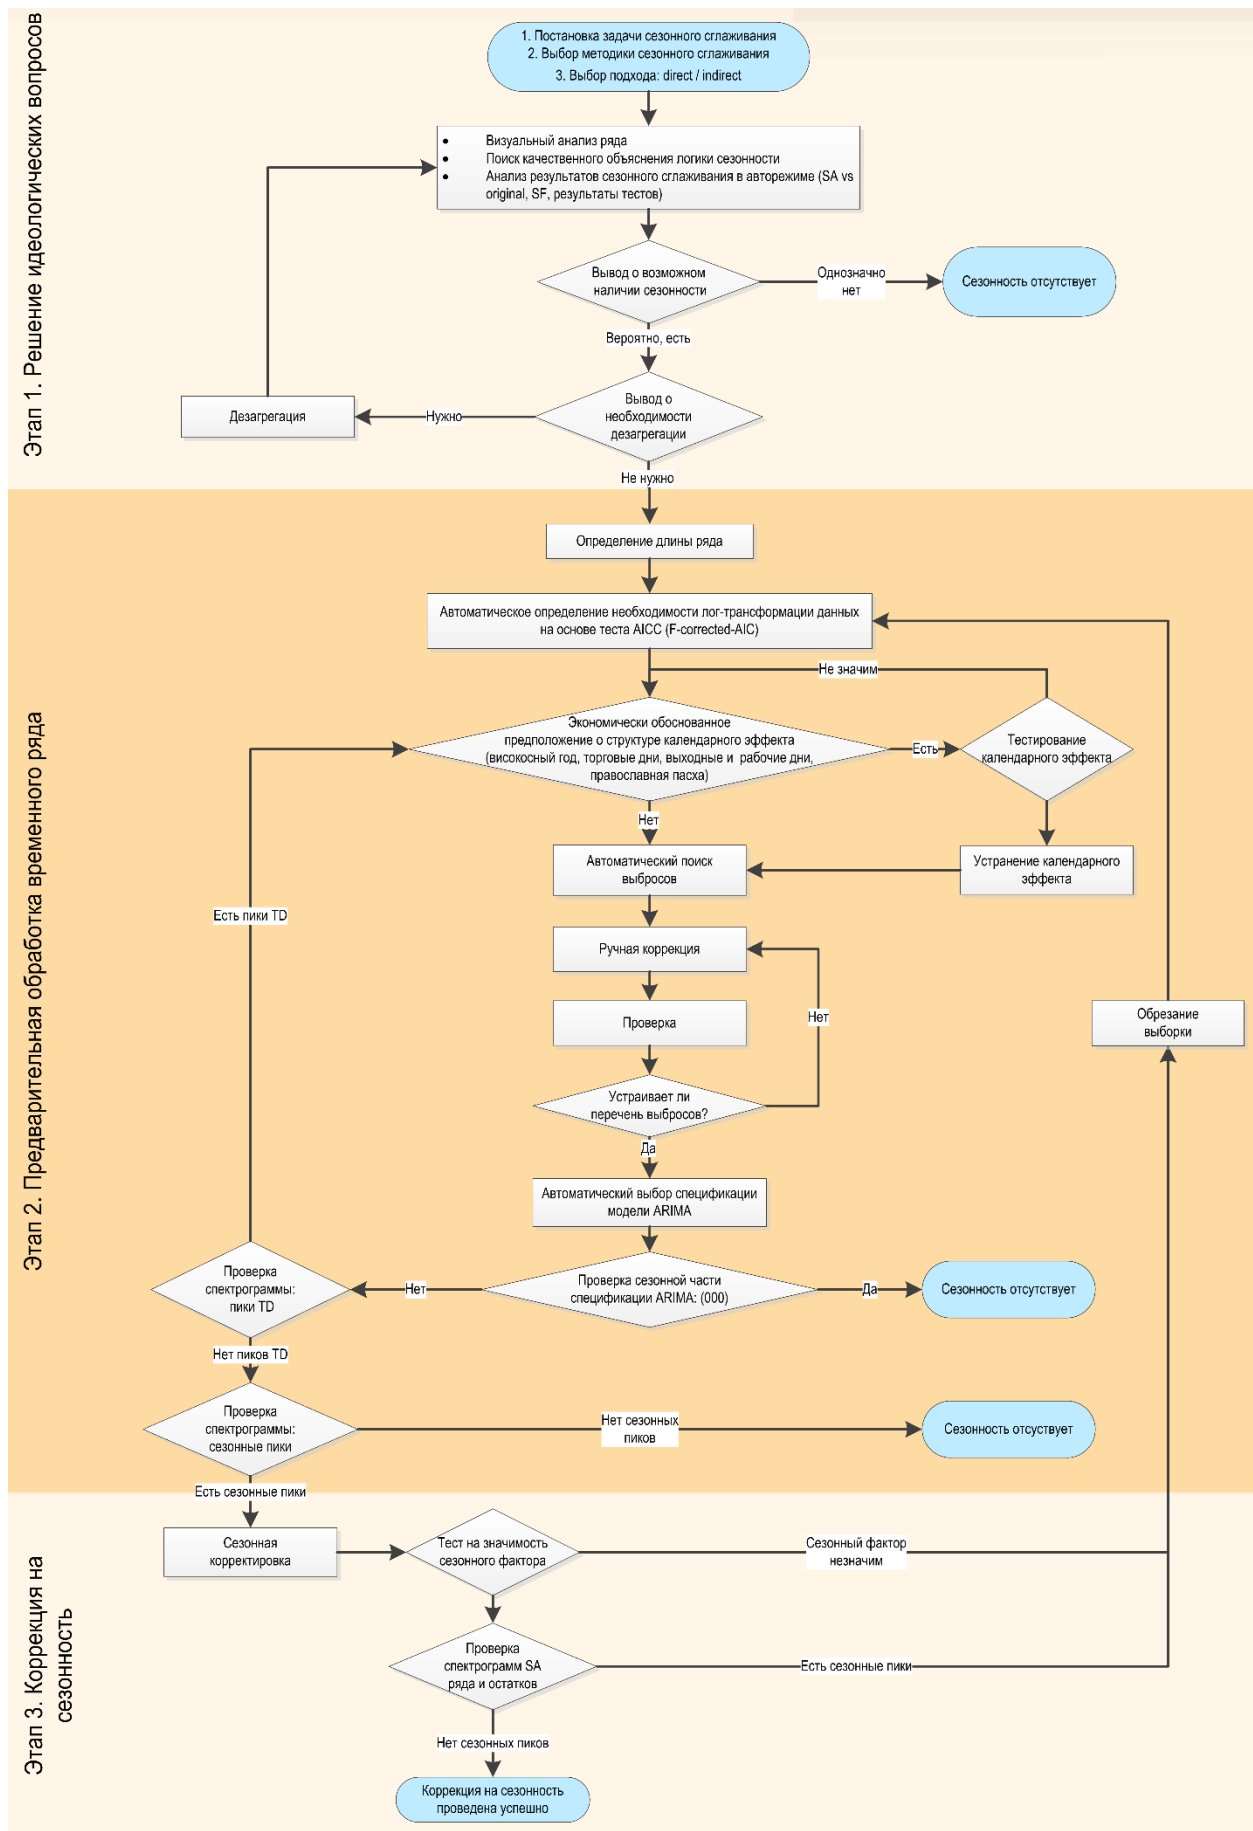 Этап 1. Решение идеологических вопросов
1. Постановка задачи сезонного сглаживания
2. Выбор методики сезонного сглаживания
3. Выбор подхода: direct / indirect
• Визуальный анализ ряда
• Поиск качественного объяснения логики сезонности
• Анализ результатов сезонного сглаживания в авторежиме (SA vs
original, SF, результаты тестов)
Вывод о возможном
наличии сезонности
Однозначно
нет
Сезонность отсутствует
Вероятно, есть
Вывод о
необходимости
дезагрегации
Нужно
Дезагрегация
Не нужно
Этап 2. Предварительная обработка временного ряда
Определение длины ряда
Автоматическое определение необходимости лог-трансформации данных
на основе теста AICC (F-corrected-AIC)
Не значим
Экономически обоснованное
предположение о структуре календарного эффекта
(високосный год, торговые дни, выходные и рабочие дни,
православная пасха)
Есть
Тестирование
календарного эффекта
Нет
Автоматический поиск
выбросов
Устранение календарного
эффекта
Есть пики TD
Ручная коррекция
Проверка
Нет
Обрезание
выборки
Устраивает ли
перечень выбросов?
Да
Автоматический выбор спецификации
модели ARIMA
Проверка сезонной части
спецификации ARIMA: (000)
Нет
Да
Сезонность отсутствует
Проверка
спектрограммы:
пики TD
Нет пиков TD
Проверка
спектрограммы:
сезонные пики
Нет сезонных
пиков
Сезонность отсуствует
Есть сезонные пики
Этап 3. Коррекция на
сезонность
Сезонная
корректировка
Тест на значимость
сезонного фактора
Сезонный фактор
незначим
Проверка
спектрограмм SA
ряда и остатков
Есть сезонные пики
Нет сезонных пиков
Коррекция на сезонность
проведена успешно